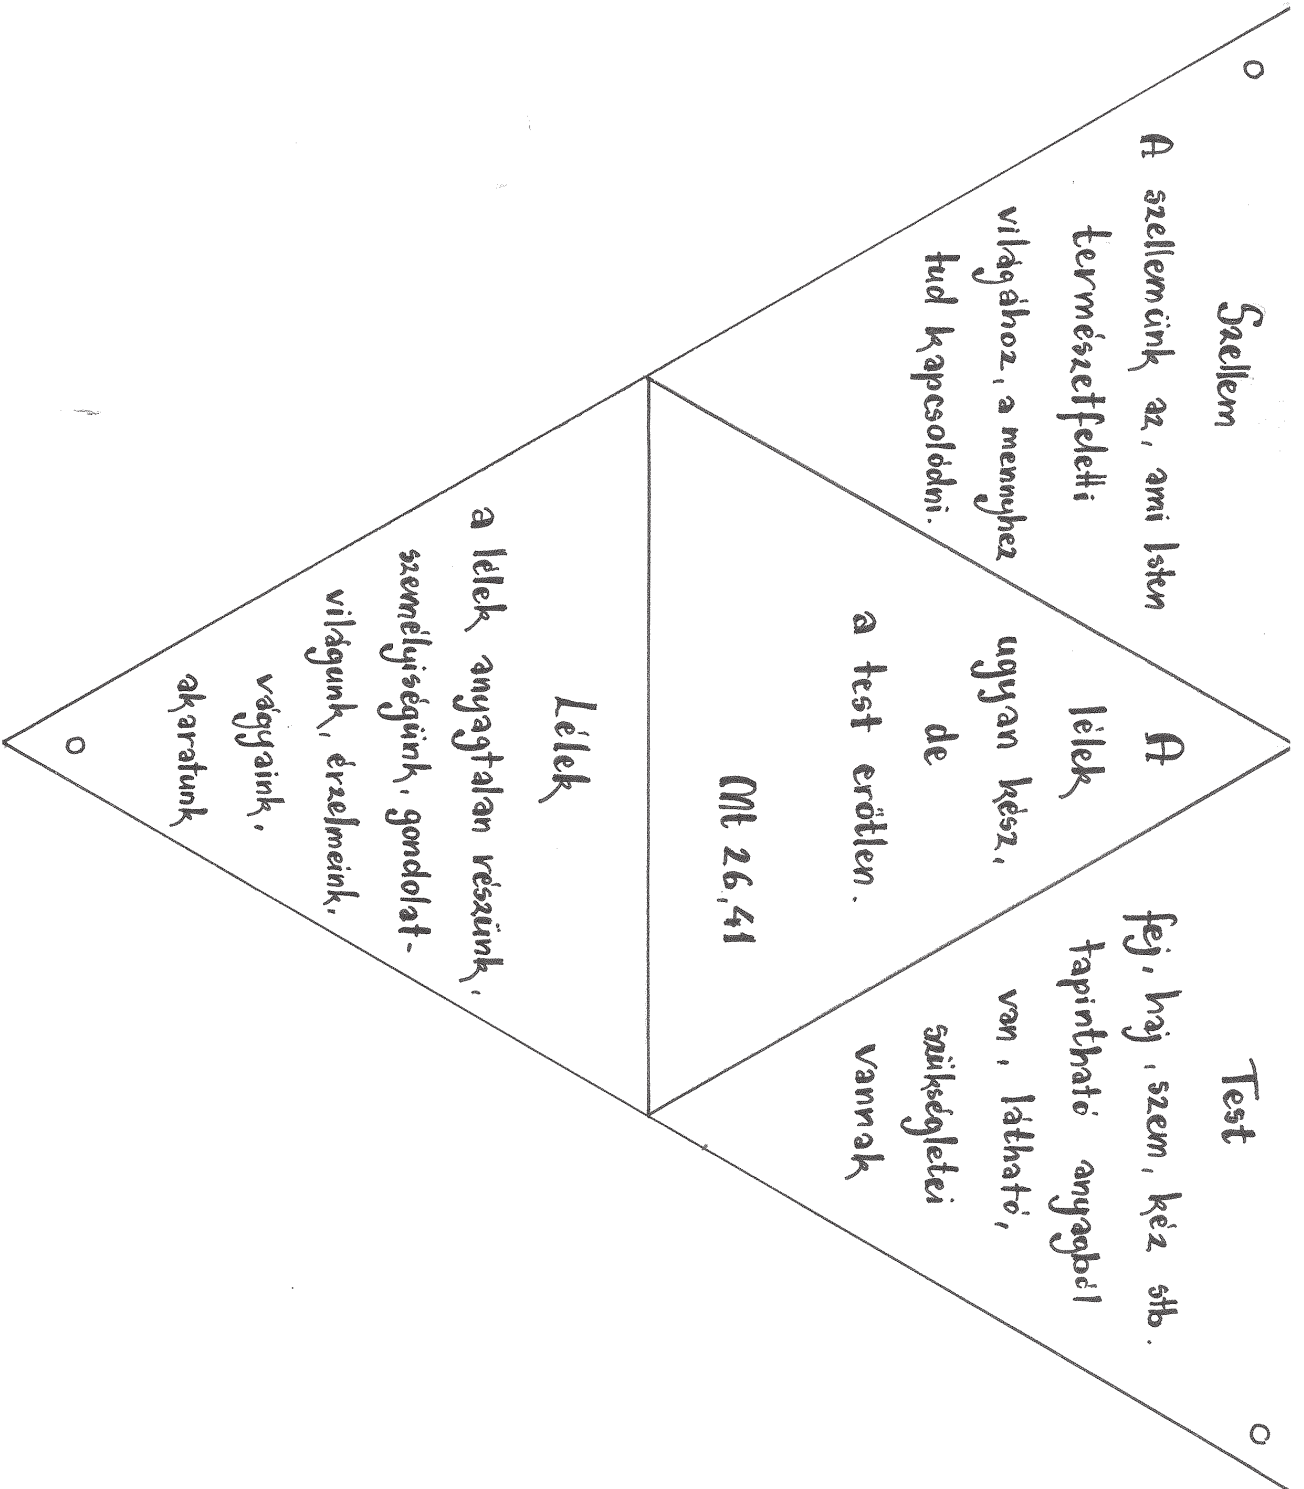 Szellem
A szellemünk az, ami Isten
természetfeletti
világához, a mennyhez
tud kapcsolódni.
A
lélek
ugyan kész,
de
a test erőtlen.
Mt 26,41
Test
fej, haj, szem, kéz stb.
tapintható anyagból
van, látható,
szükségletei
vannak
Lélek
a lélek anyagtalan részünk,
személyiségünk, gondolat-
világunk, érzelmeink,
vágyaink,
akaratunk